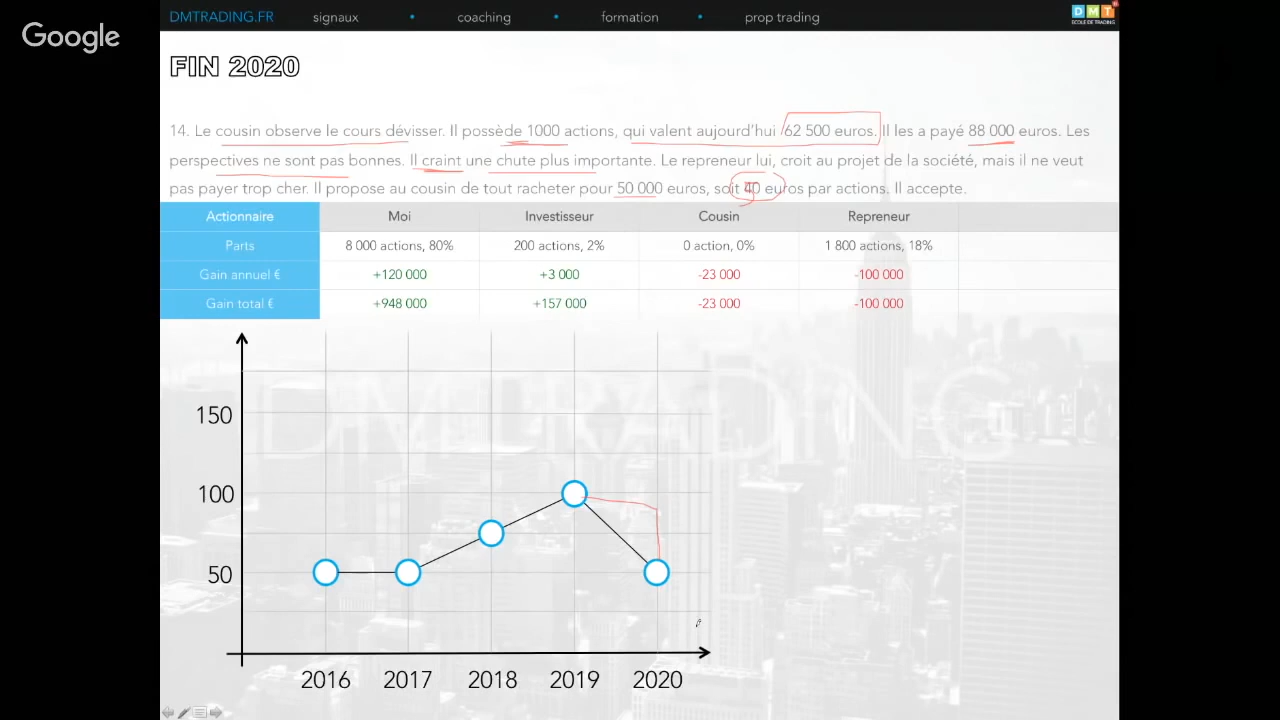 Google
DMTRADING.FR signaux • coaching • formation • prop trading
DMT
ECOLE DE TRADING
FIN 2020
14. Le cousin observe le cours dévisser. Il possède 1000 actions, qui valent aujourd'hui 62 500 euros. Il les a payé 88 000 euros. Les
perspectives ne sont pas bonnes. Il craint une chute plus importante. Le repreneur lui, croit au projet de la société, mais il ne veut
pas payer trop cher. Il propose au cousin de tout racheter pour 50 000 euros, soit 40 euros par actions. Il accepte.
Actionnaire Moi Investisseur Cousin Repreneur
Parts 8 000 actions, 80% 200 actions, 2% 0 action, 0% 1 800 actions, 18%
Gain annuel € +120 000 +3 000 -23 000 -100 000
Gain total € +948 000 +157 000 -23 000 -100 000
DMTRADING
150
100
50
2016 2017 2018 2019 2020